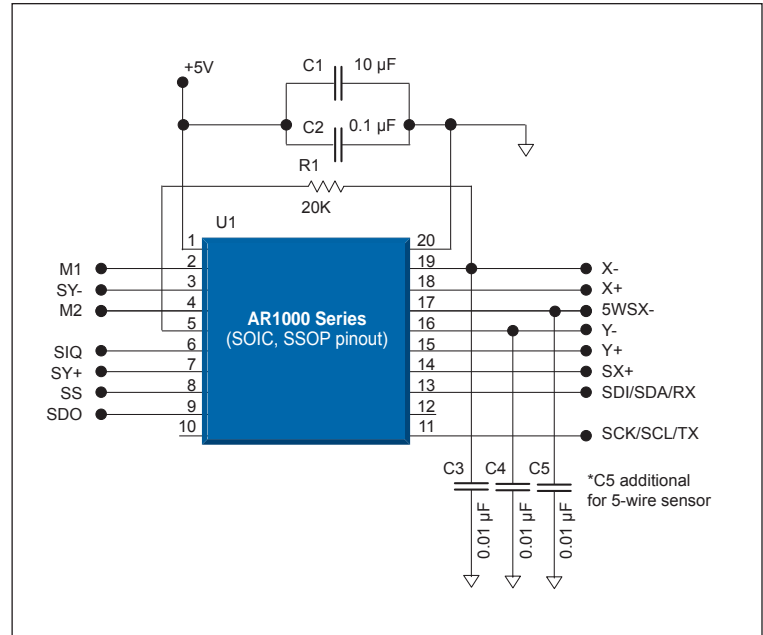 +5V
C1 10 µF
C2 0.1 µF
R1
20K
U1
1 20
2 19
3 18
4 17
5 16
6 15
7 14
8 13
9 12
10 11
M1
SY-
M2
SIQ
SY+
SS
SDO
AR1000 Series
(SOIC, SSOP pinout)
X-
X+
5WSX-
Y-
Y+
SX+
SDI/SDA/RX
SCK/SCL/TX
C3 C4 C5
0.01 µF 0.01 µF 0.01 µF
*C5 additional
for 5-wire sensor